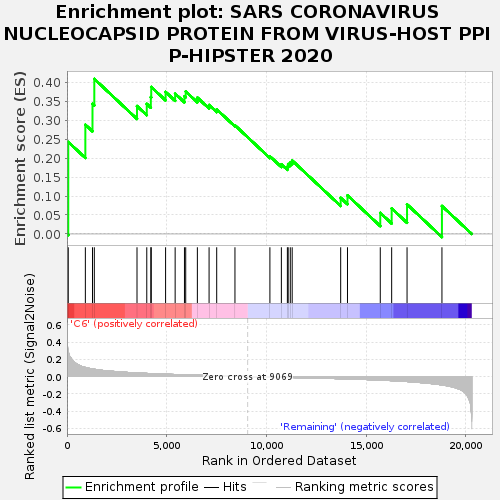 Enrichment plot: SARS CORONAVIRUS
NUCLEOCAPSID PROTEIN FROM VIRUS-HOST PPI
P-HIPSTER 2020
Enrichment score (ES)
0.40
0.35
0.30
0.25
0.20
0.15
0.10
0.05
0.00
Ranked list metric (Signal2Noise)
'C6' (positively correlated)
0.6
0.4
0.2
0.0
-0.2
-0.4
-0.6
Zero cross at 9069
'Remaining' (negatively correlated)
0
5,000
10,000
15,000
20,000
Rank in Ordered Dataset
Enrichment profile
Hits
Ranking metric scores